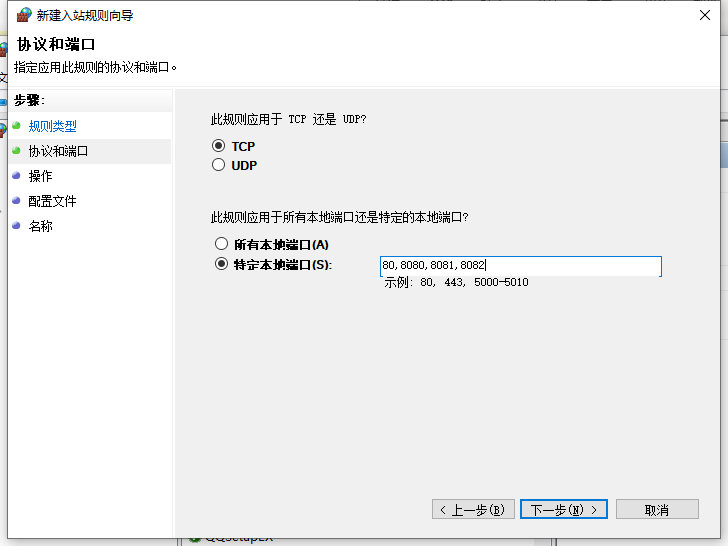 新建入站规则向导
协议和端口
指定应用此规则的协议和端口。
步骤:
规则类型
协议和端口
操作
配置文件
名称
此规则应用于 TCP 还是 UDP?
TCP
UDP
此规则应用于所有本地端口还是特定的本地端口?
所有本地端口(A)
特定本地端口(S):
80,8080,8081,8082
示例: 80, 443, 5000-5010
< 上一步(B)
下一步(N) >
取消